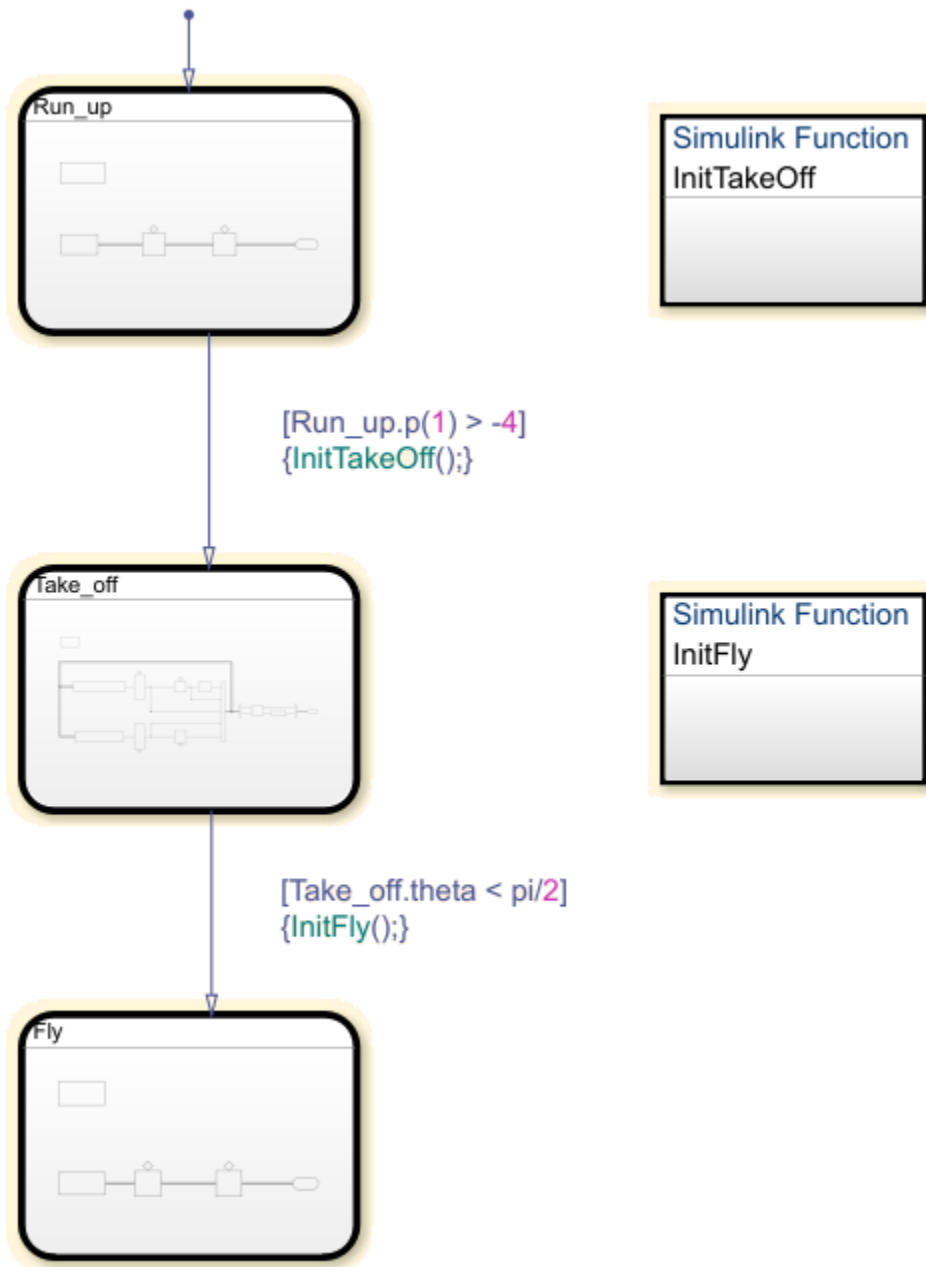 Run_up
Simulink Function
InitTakeOff
[Run_up.p(1) > -4]
{InitTakeOff();}
Take_off
Simulink Function
InitFly
[Take_off.theta < pi/2]
{InitFly();}
Fly